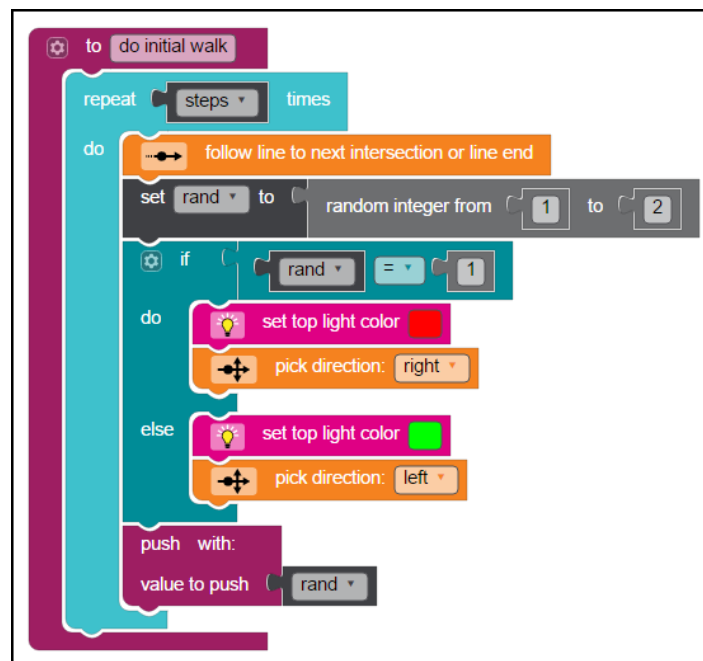 to do initial walk
repeat steps times
do follow line to next intersection or line end
set rand to random integer from 1 to 2
if rand = 1
do set top light color
pick direction: right
else set top light color
pick direction: left
push with:
value to push rand